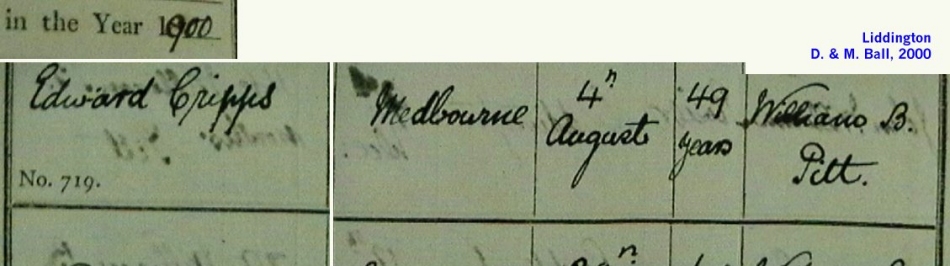 in the Year 1900
Liddington
D. & M. Ball, 2000
Edward Cripps
Medbourne
4th
August
49
years
William B.
Pitt.
No. 719.